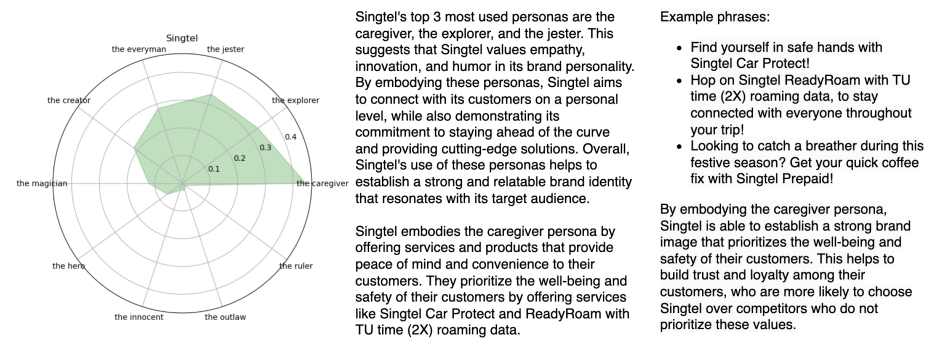 Singtel
the everyman
the jester
the creator
the explorer
0.4
0.3
0.2
0.1
the magician
the caregiver
the hero
the ruler
the innocent
the outlaw
Singtel's top 3 most used personas are the
caregiver, the explorer, and the jester. This
suggests that Singtel values empathy,
innovation, and humor in its brand personality.
By embodying these personas, Singtel aims
to connect with its customers on a personal
level, while also demonstrating its
commitment to staying ahead of the curve
and providing cutting-edge solutions. Overall,
Singtel's use of these personas helps to
establish a strong and relatable brand identity
that resonates with its target audience.
Singtel embodies the caregiver persona by
offering services and products that provide
peace of mind and convenience to their
customers. They prioritize the well-being and
safety of their customers by offering services
like Singtel Car Protect and ReadyRoam with
TU time (2X) roaming data.
Example phrases:
• Find yourself in safe hands with
Singtel Car Protect!
• Hop on Singtel ReadyRoam with TU
time (2X) roaming data, to stay
connected with everyone throughout
your trip!
• Looking to catch a breather during this
festive season? Get your quick coffee
fix with Singtel Prepaid!
By embodying the caregiver persona,
Singtel is able to establish a strong brand
image that prioritizes the well-being and
safety of their customers. This helps to
build trust and loyalty among their
customers, who are more likely to choose
Singtel over competitors who do not
prioritize these values.